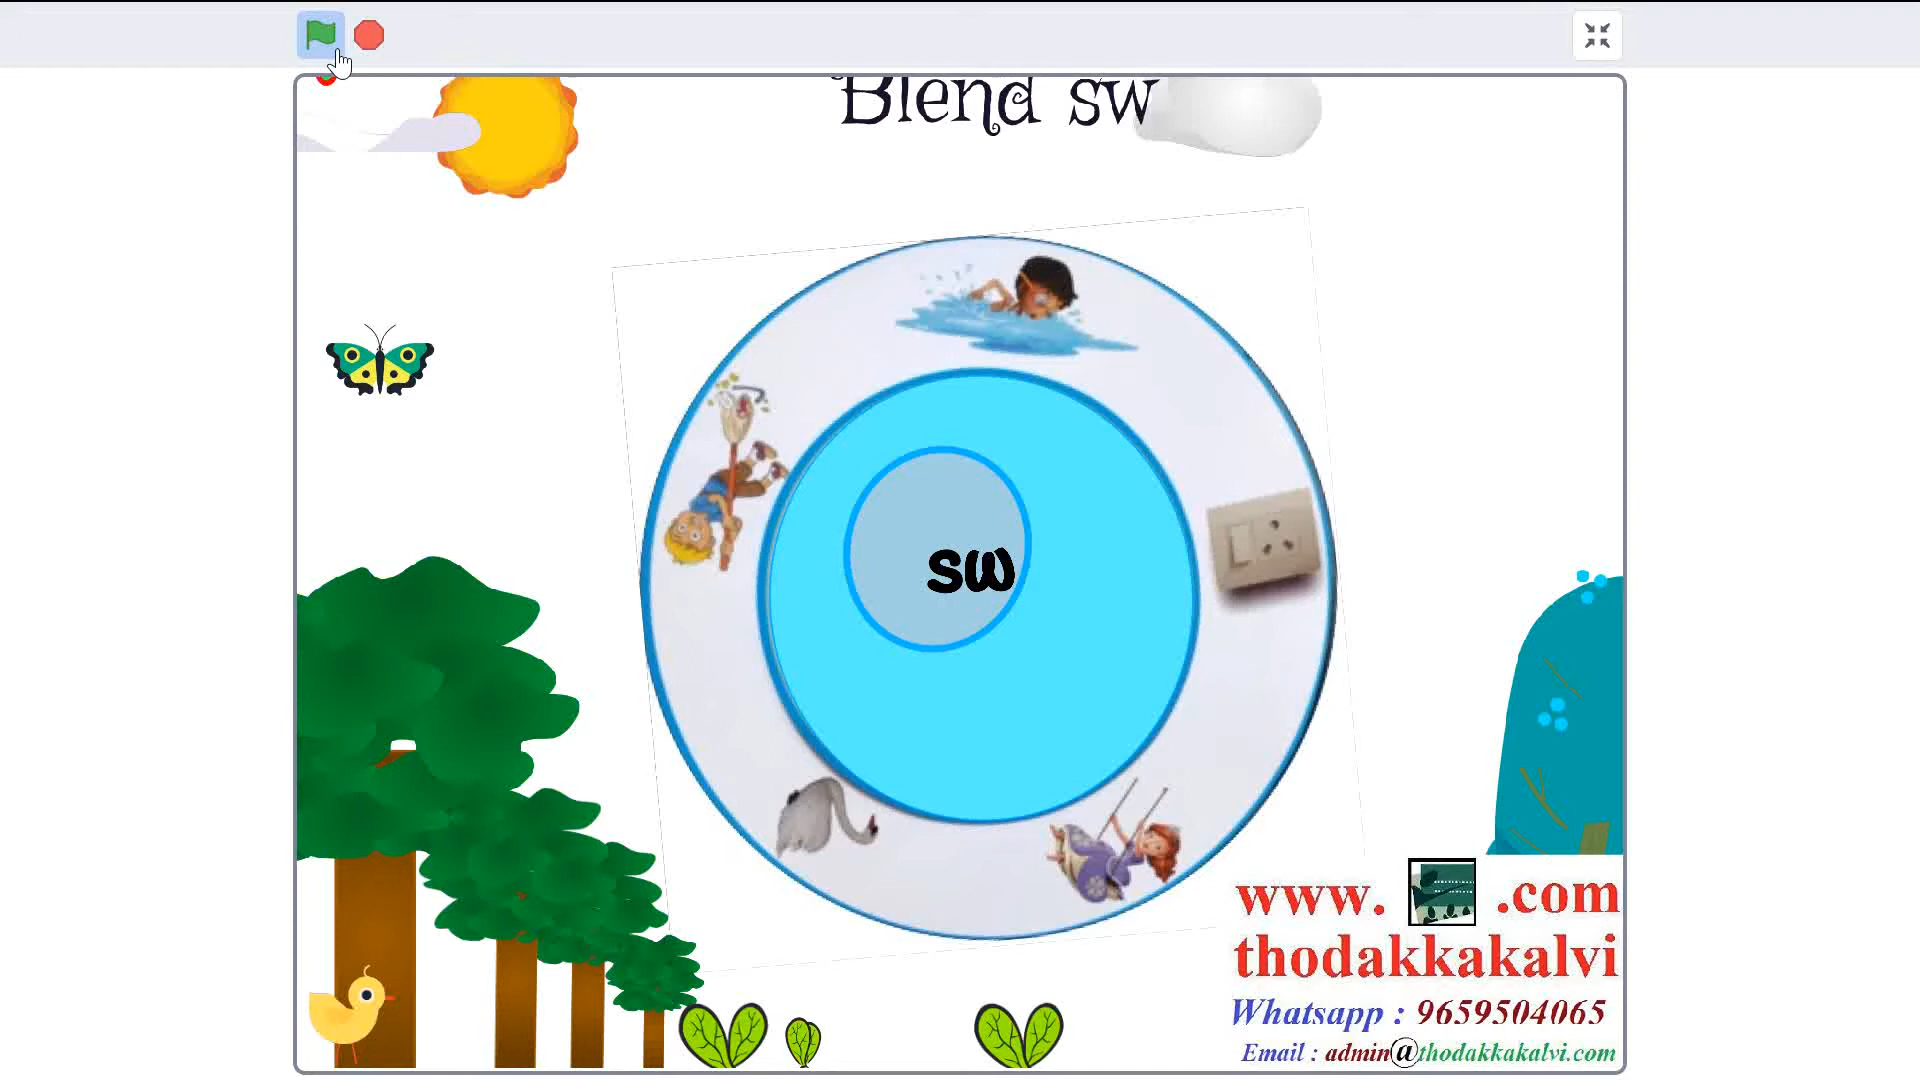 Blend sw
sw
www. .com
thodakkakalvi
Whatsapp : 9659504065
Email : admin@thodakkakalvi.com